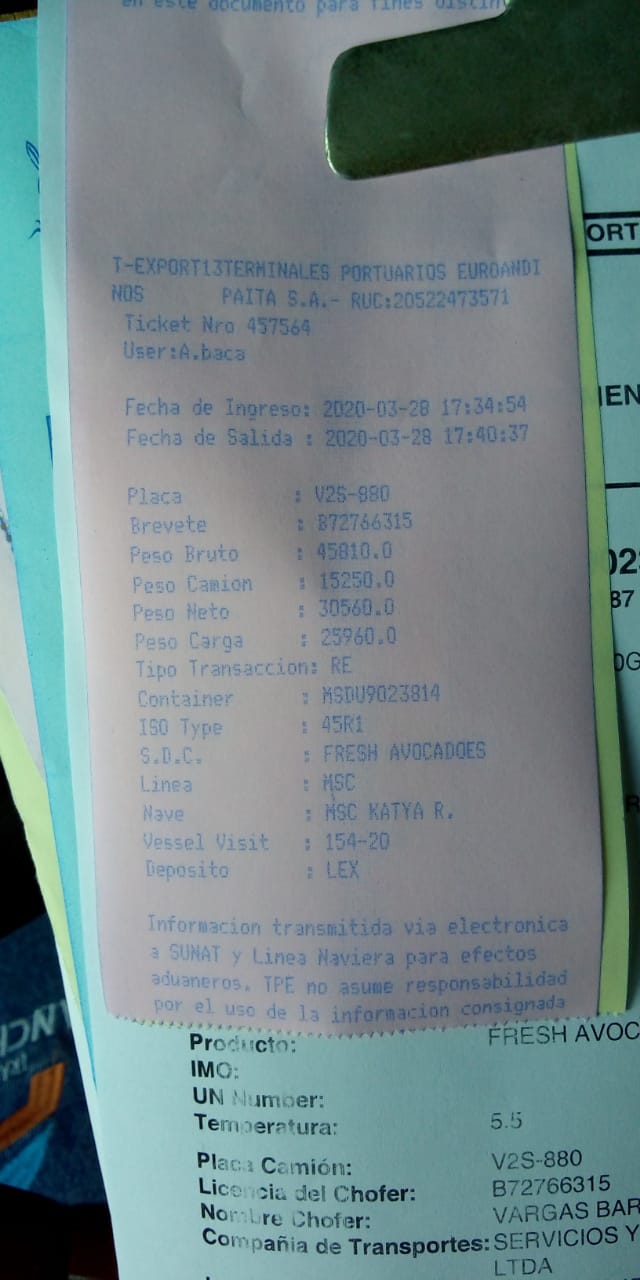 en este documento para fines distin
T-EXPORT13TERMINALES PORTUARIOS EUROANDI
NOS PAITA S.A.- RUC:20522473571
Ticket Nro 457564
User:A.baca
Fecha de Ingreso: 2020-03-28 17:34:54
Fecha de Salida : 2020-03-28 17:40:37
Placa : V2S-880
Brevete : B72766315
Peso Bruto : 45810.0
Peso Camion : 15250.0
Peso Neto : 30560.0
Peso Carga : 25960.0
Tipo Transaccion: RE
Container : MSDU9023814
ISO Type : 45R1
S.D.C. : FRESH AVOCADOES
Linea : MSC
Nave : MSC KATYA R.
Vessel Visit : 154-20
Deposito : LEX
Informacion transmitida via electronica
a SUNAT y Linea Naviera para efectos
aduaneros. TPE no asume responsabilidad
por el uso de la informacion consignada
ORT
IEN
02
87
0G
Producto: FRESH AVOC
IMO:
UN Number:
Temperatura: 5.5
Placa Camión: V2S-880
Licencia del Chofer: B72766315
Nombre Chofer: VARGAS BAR
Compañia de Transportes: SERVICIOS Y
LTDA